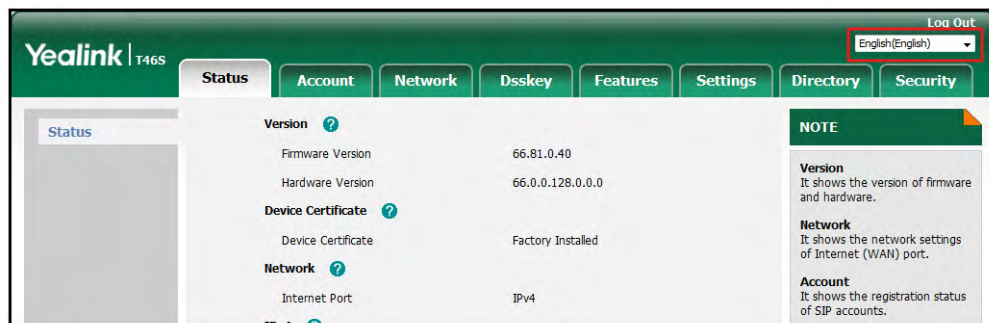 Log Out
Yealink | T46S
English(English)
Status
Account
Network
Dsskey
Features
Settings
Directory
Security
Status
Version
Firmware Version 66.81.0.40
Hardware Version 66.0.0.128.0.0.0
Device Certificate
Device Certificate Factory Installed
Network
Internet Port IPv4
NOTE
Version
It shows the version of firmware
and hardware.
Network
It shows the network settings
of Internet (WAN) port.
Account
It shows the registration status
of SIP accounts.